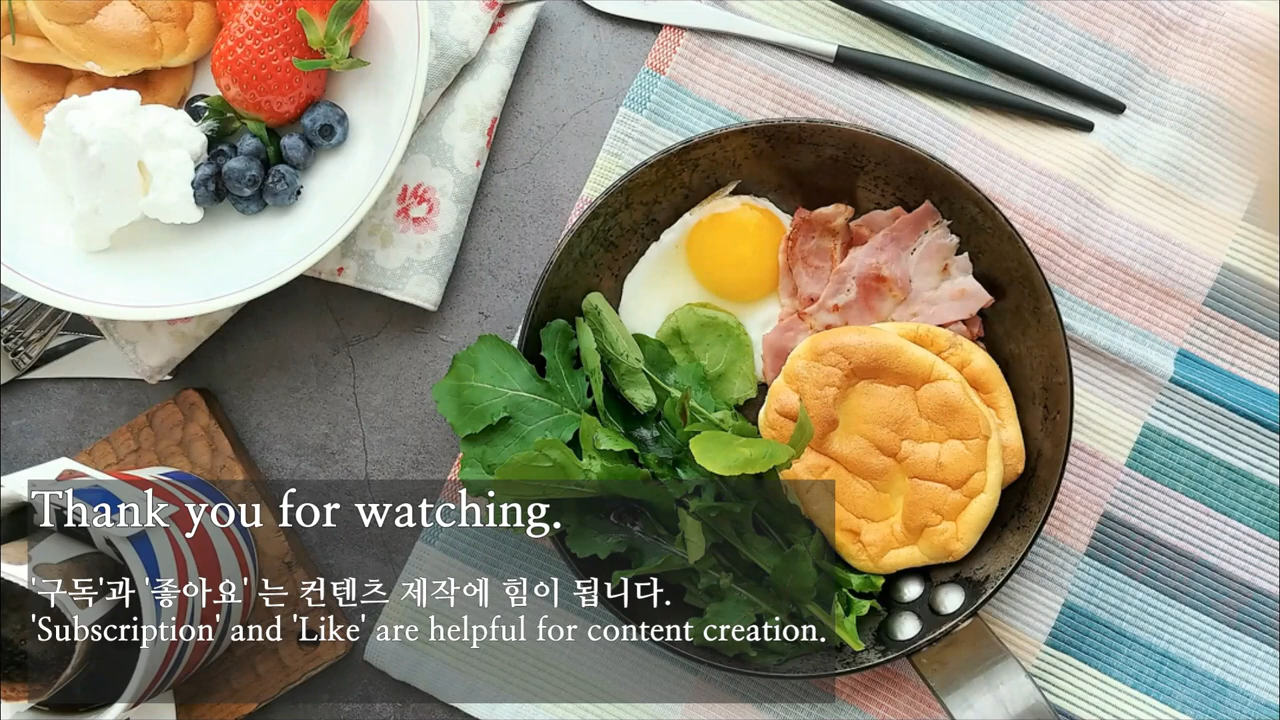 Thank you for watching.
'구독'과 '좋아요' 는 컨텐츠 제작에 힘이 됩니다.
'Subscription' and 'Like' are helpful for content creation.